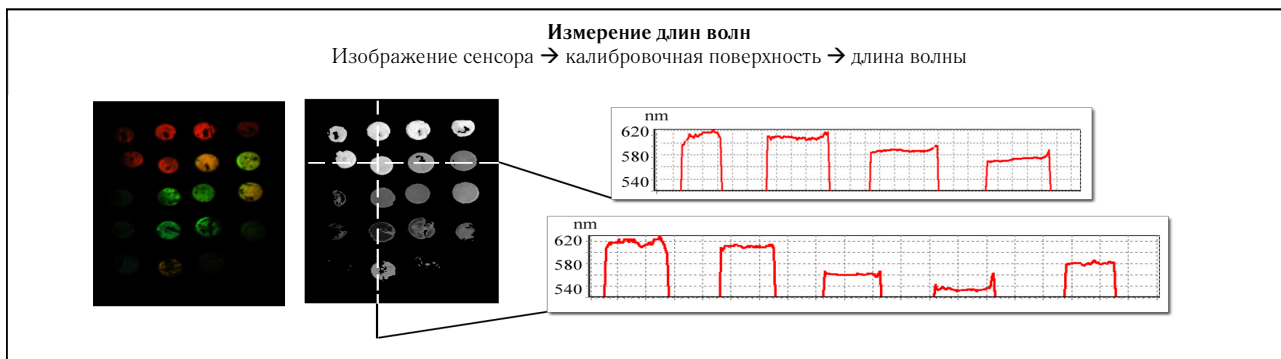 Измерение длин волн
Изображение сенсора → калибровочная поверхность → длина волны
nm
620
580
540
nm
620
580
540